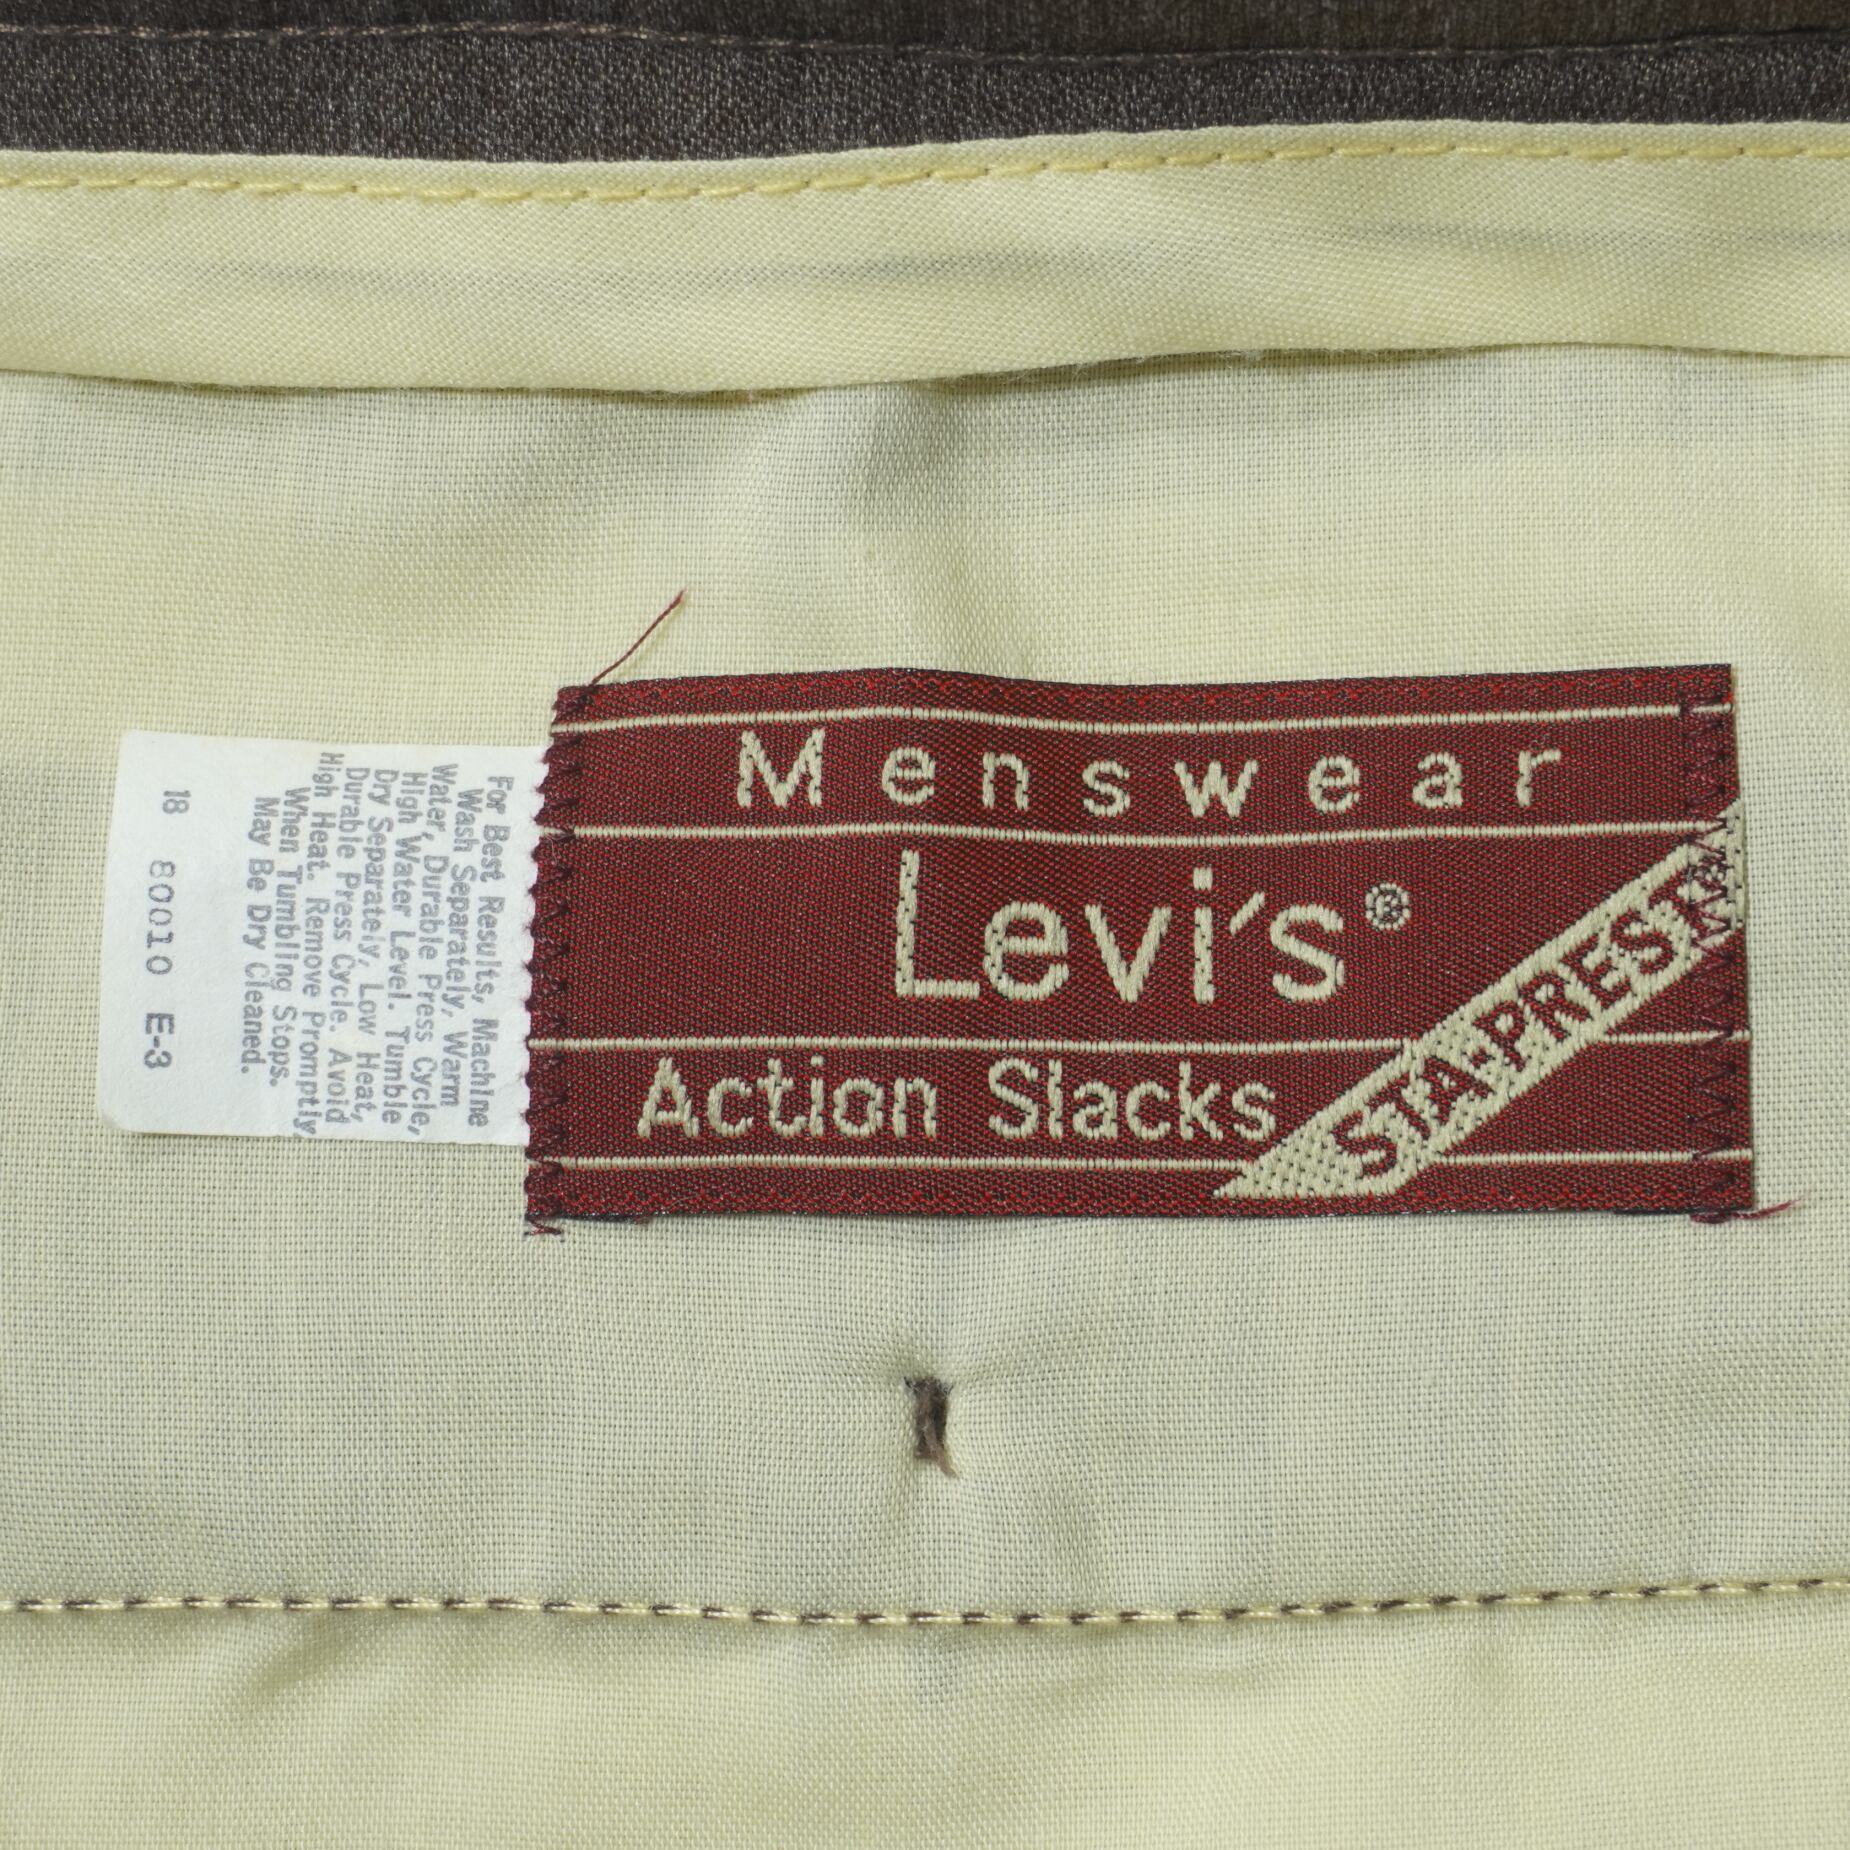 Menswear
Levi's®
Action Slacks
STA-PREST
For Best Results, Machine
Wash Separately, Warm
Water, Durable Press Cycle,
High Water Level. Tumble
Dry Separately, Low Heat,
Durable Press Cycle. Avoid
High Heat. Remove Promptly,
When Tumbling Stops.
May Be Dry Cleaned.
18 80010 E-3